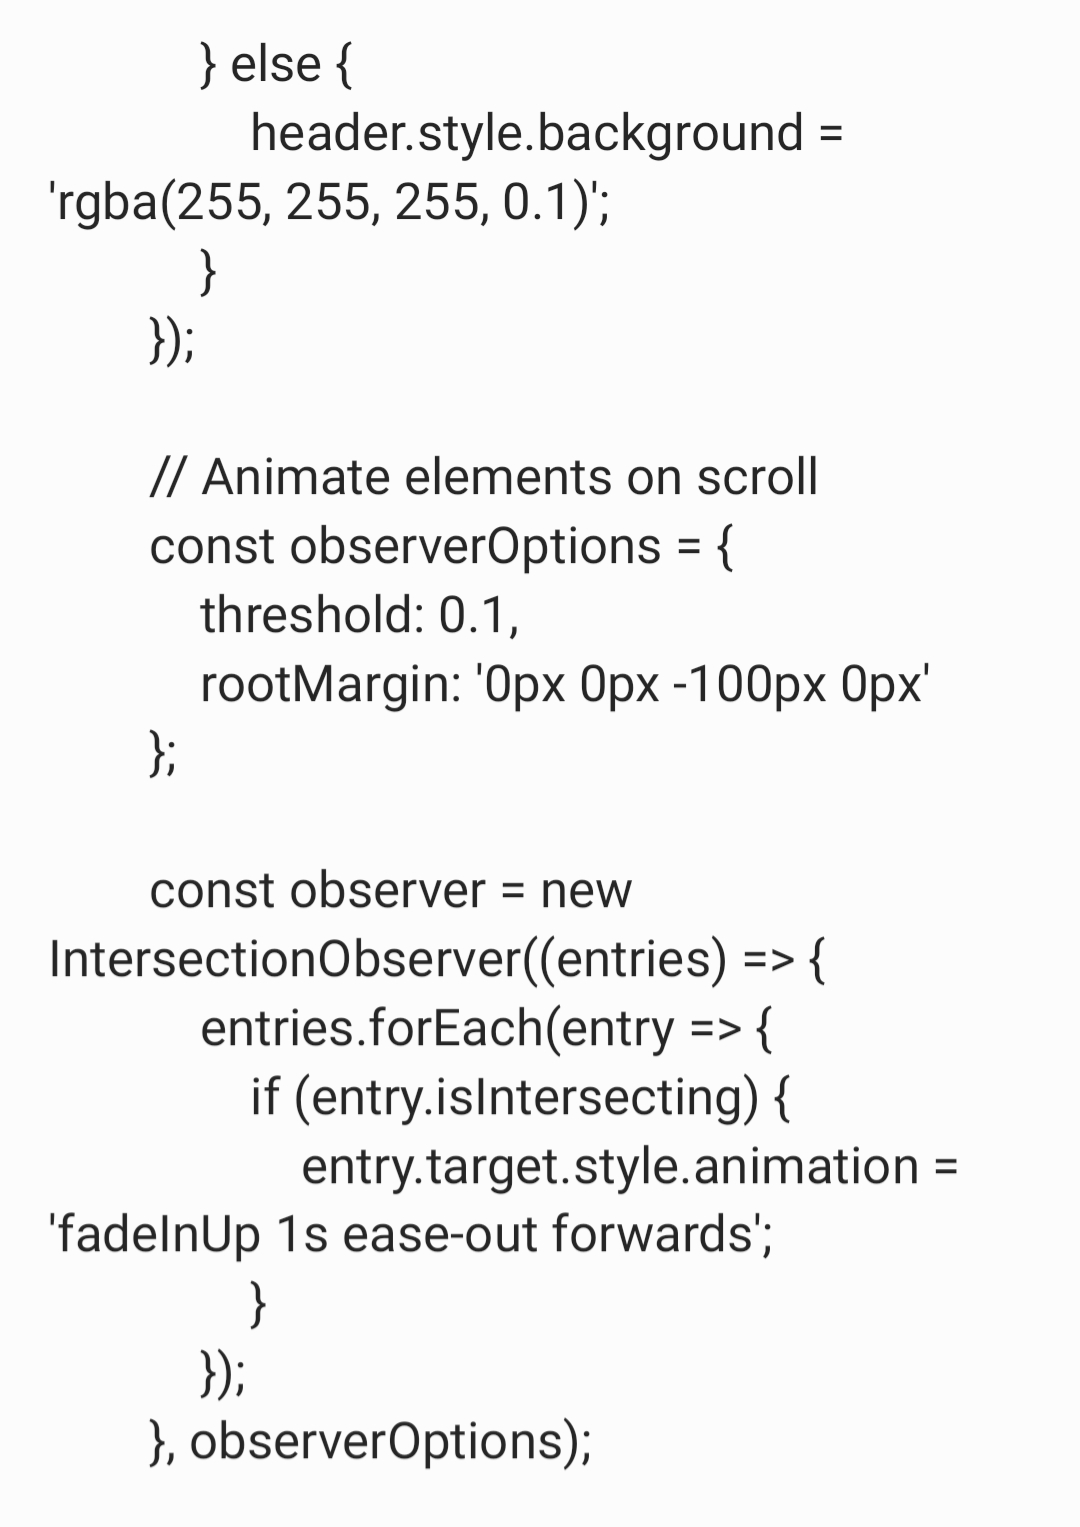 } else {
header.style.background =
'rgba(255, 255, 255, 0.1)';
}
});
// Animate elements on scroll
const observerOptions = {
threshold: 0.1,
rootMargin: '0px 0px -100px 0px'
};
const observer = new
IntersectionObserver((entries) => {
entries.forEach(entry => {
if (entry.isIntersecting) {
entry.target.style.animation =
'fadeInUp 1s ease-out forwards';
}
});
}, observerOptions);